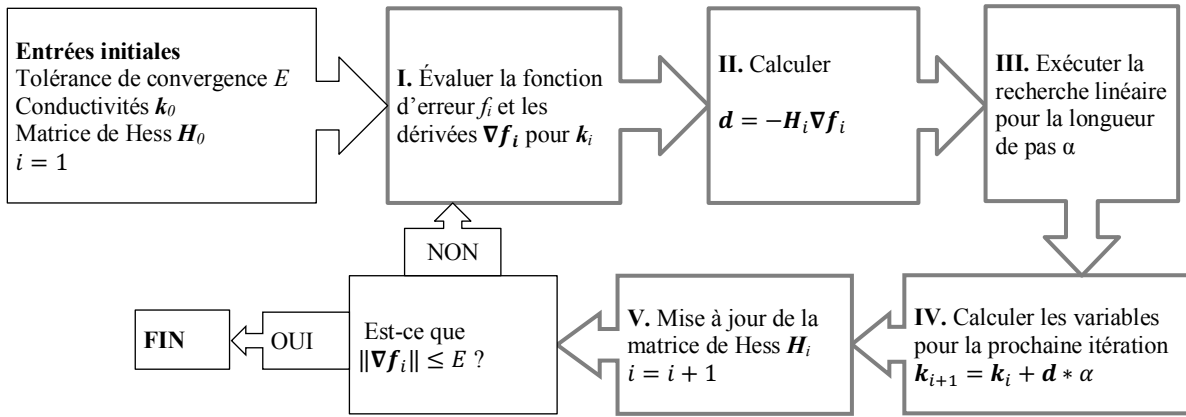 Entrées initiales
Tolérance de convergence E
Conductivités k₀
Matrice de Hess H₀
i = 1
I. Évaluer la fonction
d'erreur fᵢ et les
dérivées ∇fᵢ pour kᵢ
II. Calculer
d = −Hᵢ∇fᵢ
III. Exécuter la
recherche linéaire
pour la longueur
de pas α
IV. Calculer les variables
pour la prochaine itération
kᵢ₊₁ = kᵢ + d ∗ α
V. Mise à jour de la
matrice de Hess Hᵢ
i = i + 1
Est-ce que
‖∇fᵢ‖ ≤ E ?
NON
OUI
FIN